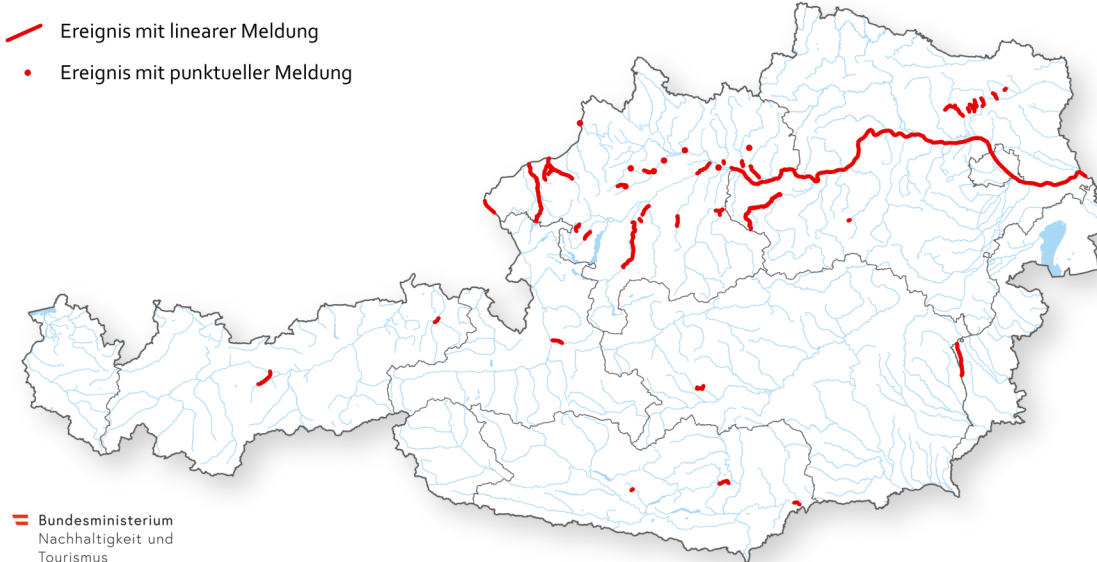 Ereignis mit linearer Meldung
Ereignis mit punktueller Meldung
Bundesministerium
Nachhaltigkeit und
Tourismus